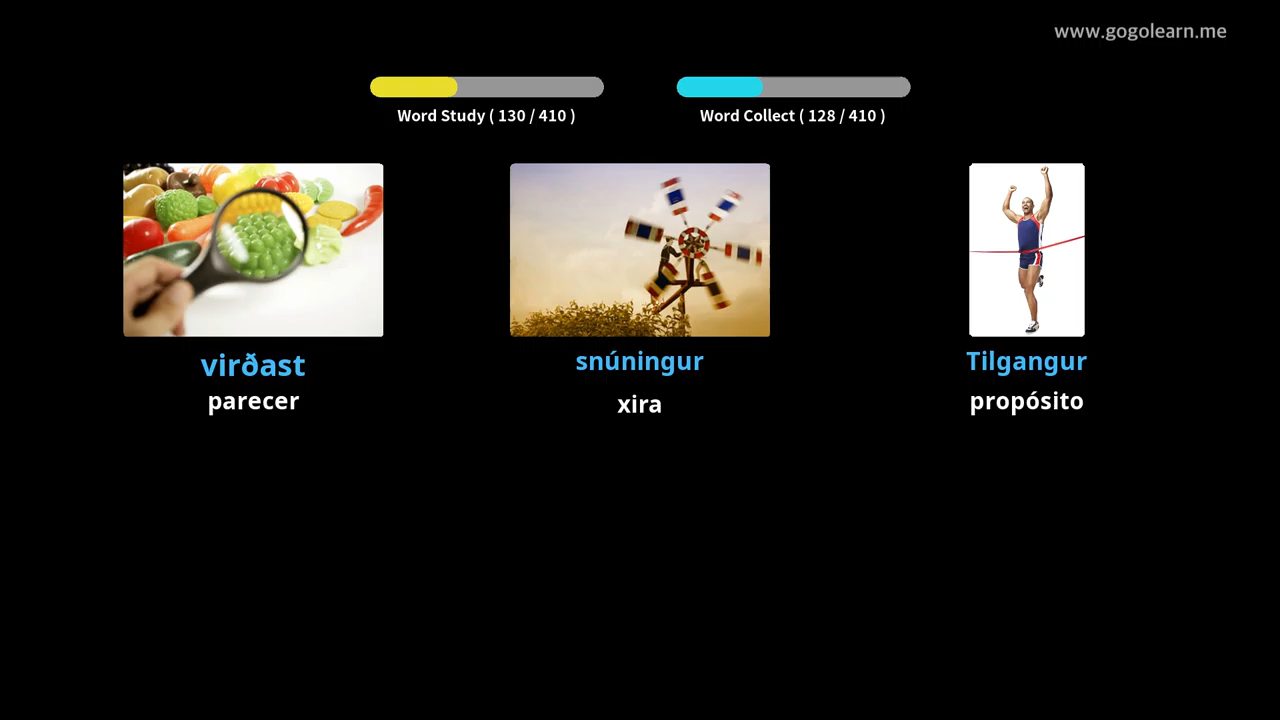 www.gogolearn.me
Word Study ( 130 / 410 )
Word Collect ( 128 / 410 )
virðast
parecer
snúningur
xira
Tilgangur
propósito